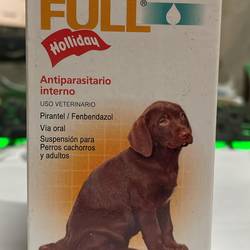 FULL®
Holliday
Antiparasitario
interno
USO VETERINARIO
Pirantel / Fenbendazol
Vía oral
Suspensión para
Perros cachorros
y adultos